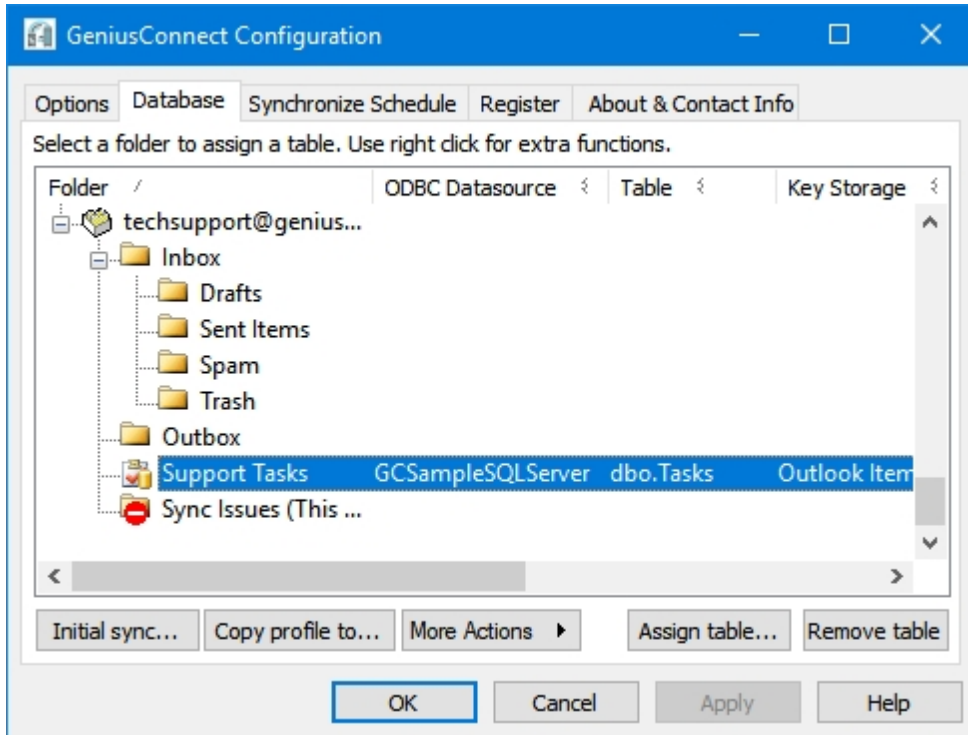 GeniusConnect Configuration
Options Database Synchronize Schedule Register About & Contact Info
Select a folder to assign a table. Use right click for extra functions.
Folder ODBC Datasource Table Key Storage
techsupport@genius...
Inbox
Drafts
Sent Items
Spam
Trash
Outbox
Support Tasks GCSampleSQLServer dbo.Tasks Outlook Item
Sync Issues (This ...
Initial sync... Copy profile to... More Actions Assign table... Remove table
OK Cancel Apply Help